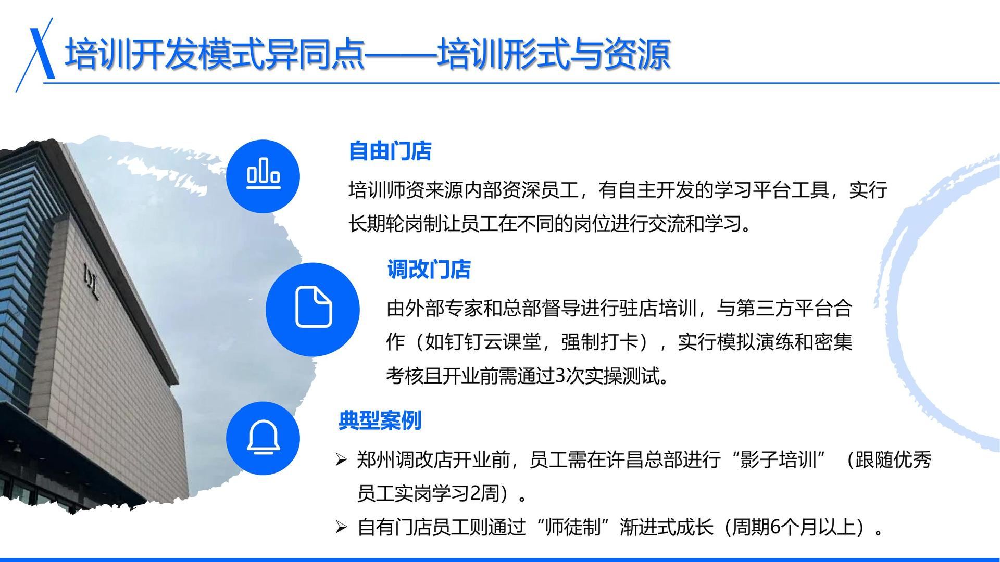 培训开发模式异同点——培训形式与资源
自由门店
培训师资来源内部资深员工，有自主开发的学习平台工具，实行
长期轮岗制让员工在不同的岗位进行交流和学习。
调改门店
由外部专家和总部督导进行驻店培训，与第三方平台合
作（如钉钉云课堂，强制打卡），实行模拟演练和密集
考核且开业前需通过3次实操测试。
典型案例
➢ 郑州调改店开业前，员工需在许昌总部进行“影子培训”（跟随优秀
员工实岗学习2周）。
➢ 自有门店员工则通过“师徒制”渐进式成长（周期6个月以上）。
DL